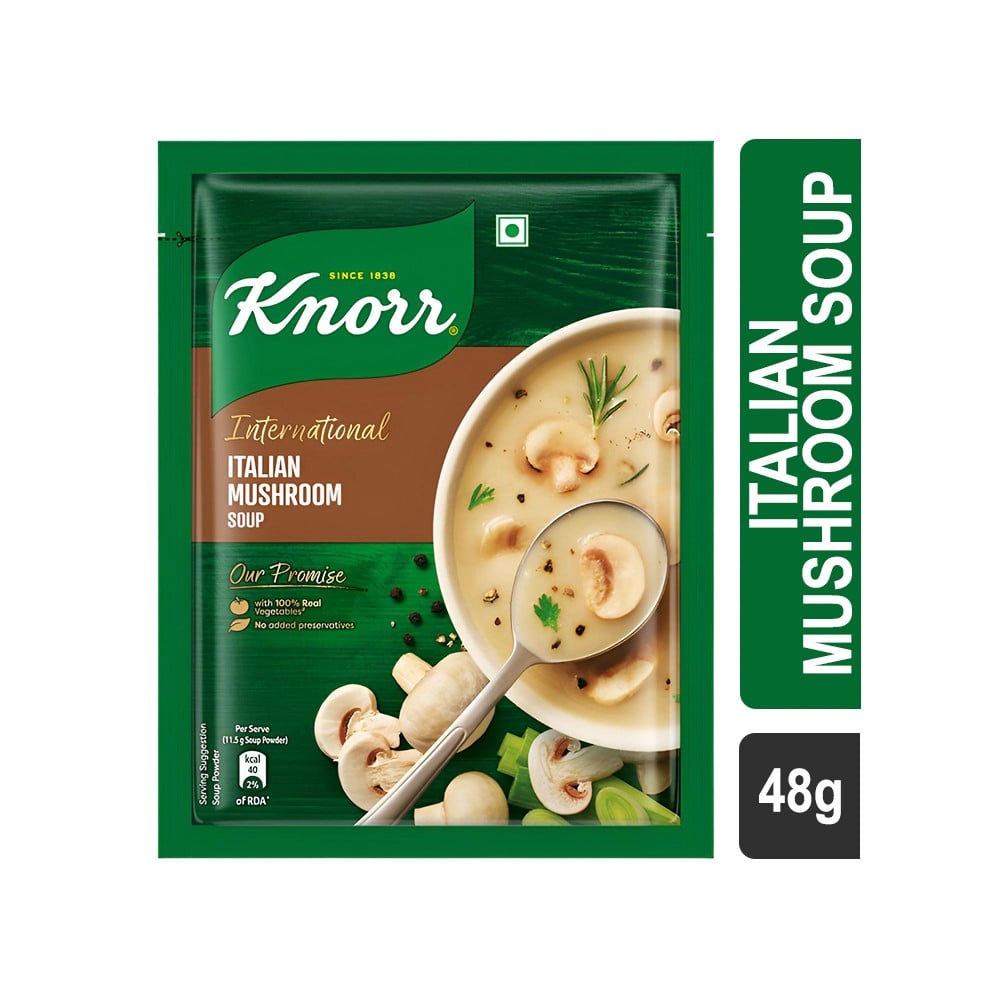 SINCE 1838
Knorr®
International
ITALIAN
MUSHROOM
SOUP
Our Promise
with 100% Real
Vegetables*
No added preservatives
Per Serve
(11.5 g Soup Powder)
kcal
40
2%
of RDA*
Serving Suggestion
Soup Powder
ITALIAN
MUSHROOM SOUP
48g